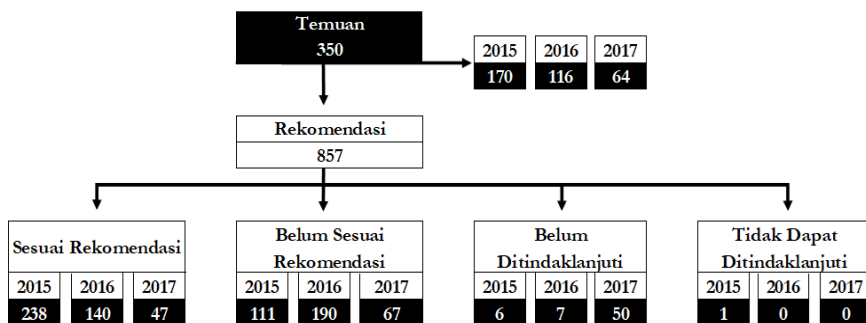 Temuan
350
2015 2016 2017
170 116 64
Rekomendasi
857
Sesuai Rekomendasi
2015 2016 2017
238 140 47
Belum Sesuai
Rekomendasi
2015 2016 2017
111 190 67
Belum
Ditindaklanjuti
2015 2016 2017
6 7 50
Tidak Dapat
Ditindaklanjuti
2015 2016 2017
1 0 0